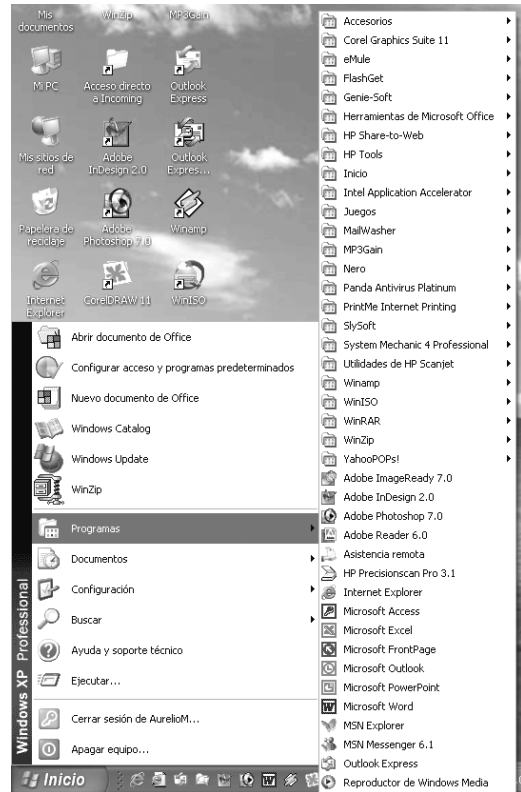 Mis documentos
WinZip
MP3Gain
Mi PC
Acceso directo a Incoming
Outlook Express
Mis sitios de red
Adobe InDesign 2.0
Outlook Expres...
Papelera de reciclaje
Adobe Photoshop 7.0
Winamp
Internet Explorer
CorelDRAW 11
WinISO
Abrir documento de Office
Configurar acceso y programas predeterminados
Nuevo documento de Office
Windows Catalog
Windows Update
WinZip
Programas
Documentos
Configuración
Buscar
Ayuda y soporte técnico
Ejecutar...
Cerrar sesión de AurelioM...
Apagar equipo...
Windows XP Professional
Inicio
Accesorios
Corel Graphics Suite 11
eMule
FlashGet
Genie-Soft
Herramientas de Microsoft Office
HP Share-to-Web
HP Tools
Inicio
Intel Application Accelerator
Juegos
MailWasher
MP3Gain
Nero
Panda Antivirus Platinum
PrintMe Internet Printing
SlySoft
System Mechanic 4 Professional
Utilidades de HP Scanjet
Winamp
WinISO
WinRAR
WinZip
YahooPOPs!
Adobe ImageReady 7.0
Adobe InDesign 2.0
Adobe Photoshop 7.0
Adobe Reader 6.0
Asistencia remota
HP Precisionscan Pro 3.1
Internet Explorer
Microsoft Access
Microsoft Excel
Microsoft FrontPage
Microsoft Outlook
Microsoft PowerPoint
Microsoft Word
MSN Explorer
MSN Messenger 6.1
Outlook Express
Reproductor de Windows Media